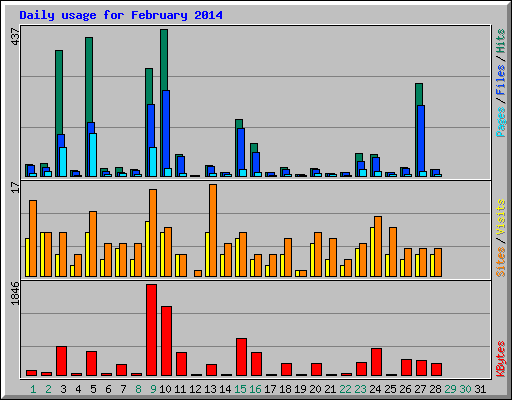 Daily usage for February 2014
437
Pages / Files / Hits
17
Sites / Visits
1846
KBytes
1 2 3 4 5 6 7 8 9 10 11 12 13 14 15 16 17 18 19 20 21 22 23 24 25 26 27 28 29 30 31